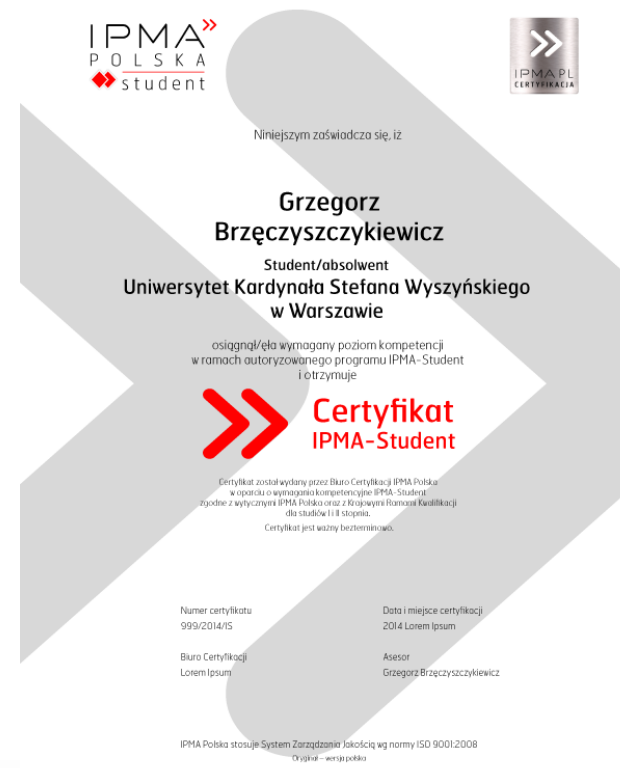 IPMA
POLSKA
student
IPMA PL
CERTYFIKACJA
Niniejszym zaświadcza się, iż
Grzegorz
Brzęczyszczykiewicz
Student/absolwent
Uniwersytet Kardynała Stefana Wyszyńskiego
w Warszawie
osiągnął/ęła wymagany poziom kompetencji
w ramach autoryzowanego programu IPMA-Student
i otrzymuje
Certyfikat
IPMA-Student
Certyfikat został wydany przez Biuro Certyfikacji IPMA Polska
w oparciu o wymagania kompetencyjne IPMA-Student
zgodne z wytycznymi IPMA Polska oraz z Krajowymi Ramami Kwalifikacji
dla studiów I i II stopnia.
Certyfikat jest ważny bezterminowo.
Numer certyfikatu
999/2014/IS
Data i miejsce certyfikacji
2014 Lorem Ipsum
Biuro Certyfikacji
Lorem Ipsum
Asesor
Grzegorz Brzęczyszczykiewicz
IPMA Polska stosuje System Zarządzania Jakością wg normy ISO 9001:2008
Oryginał – wersja polska